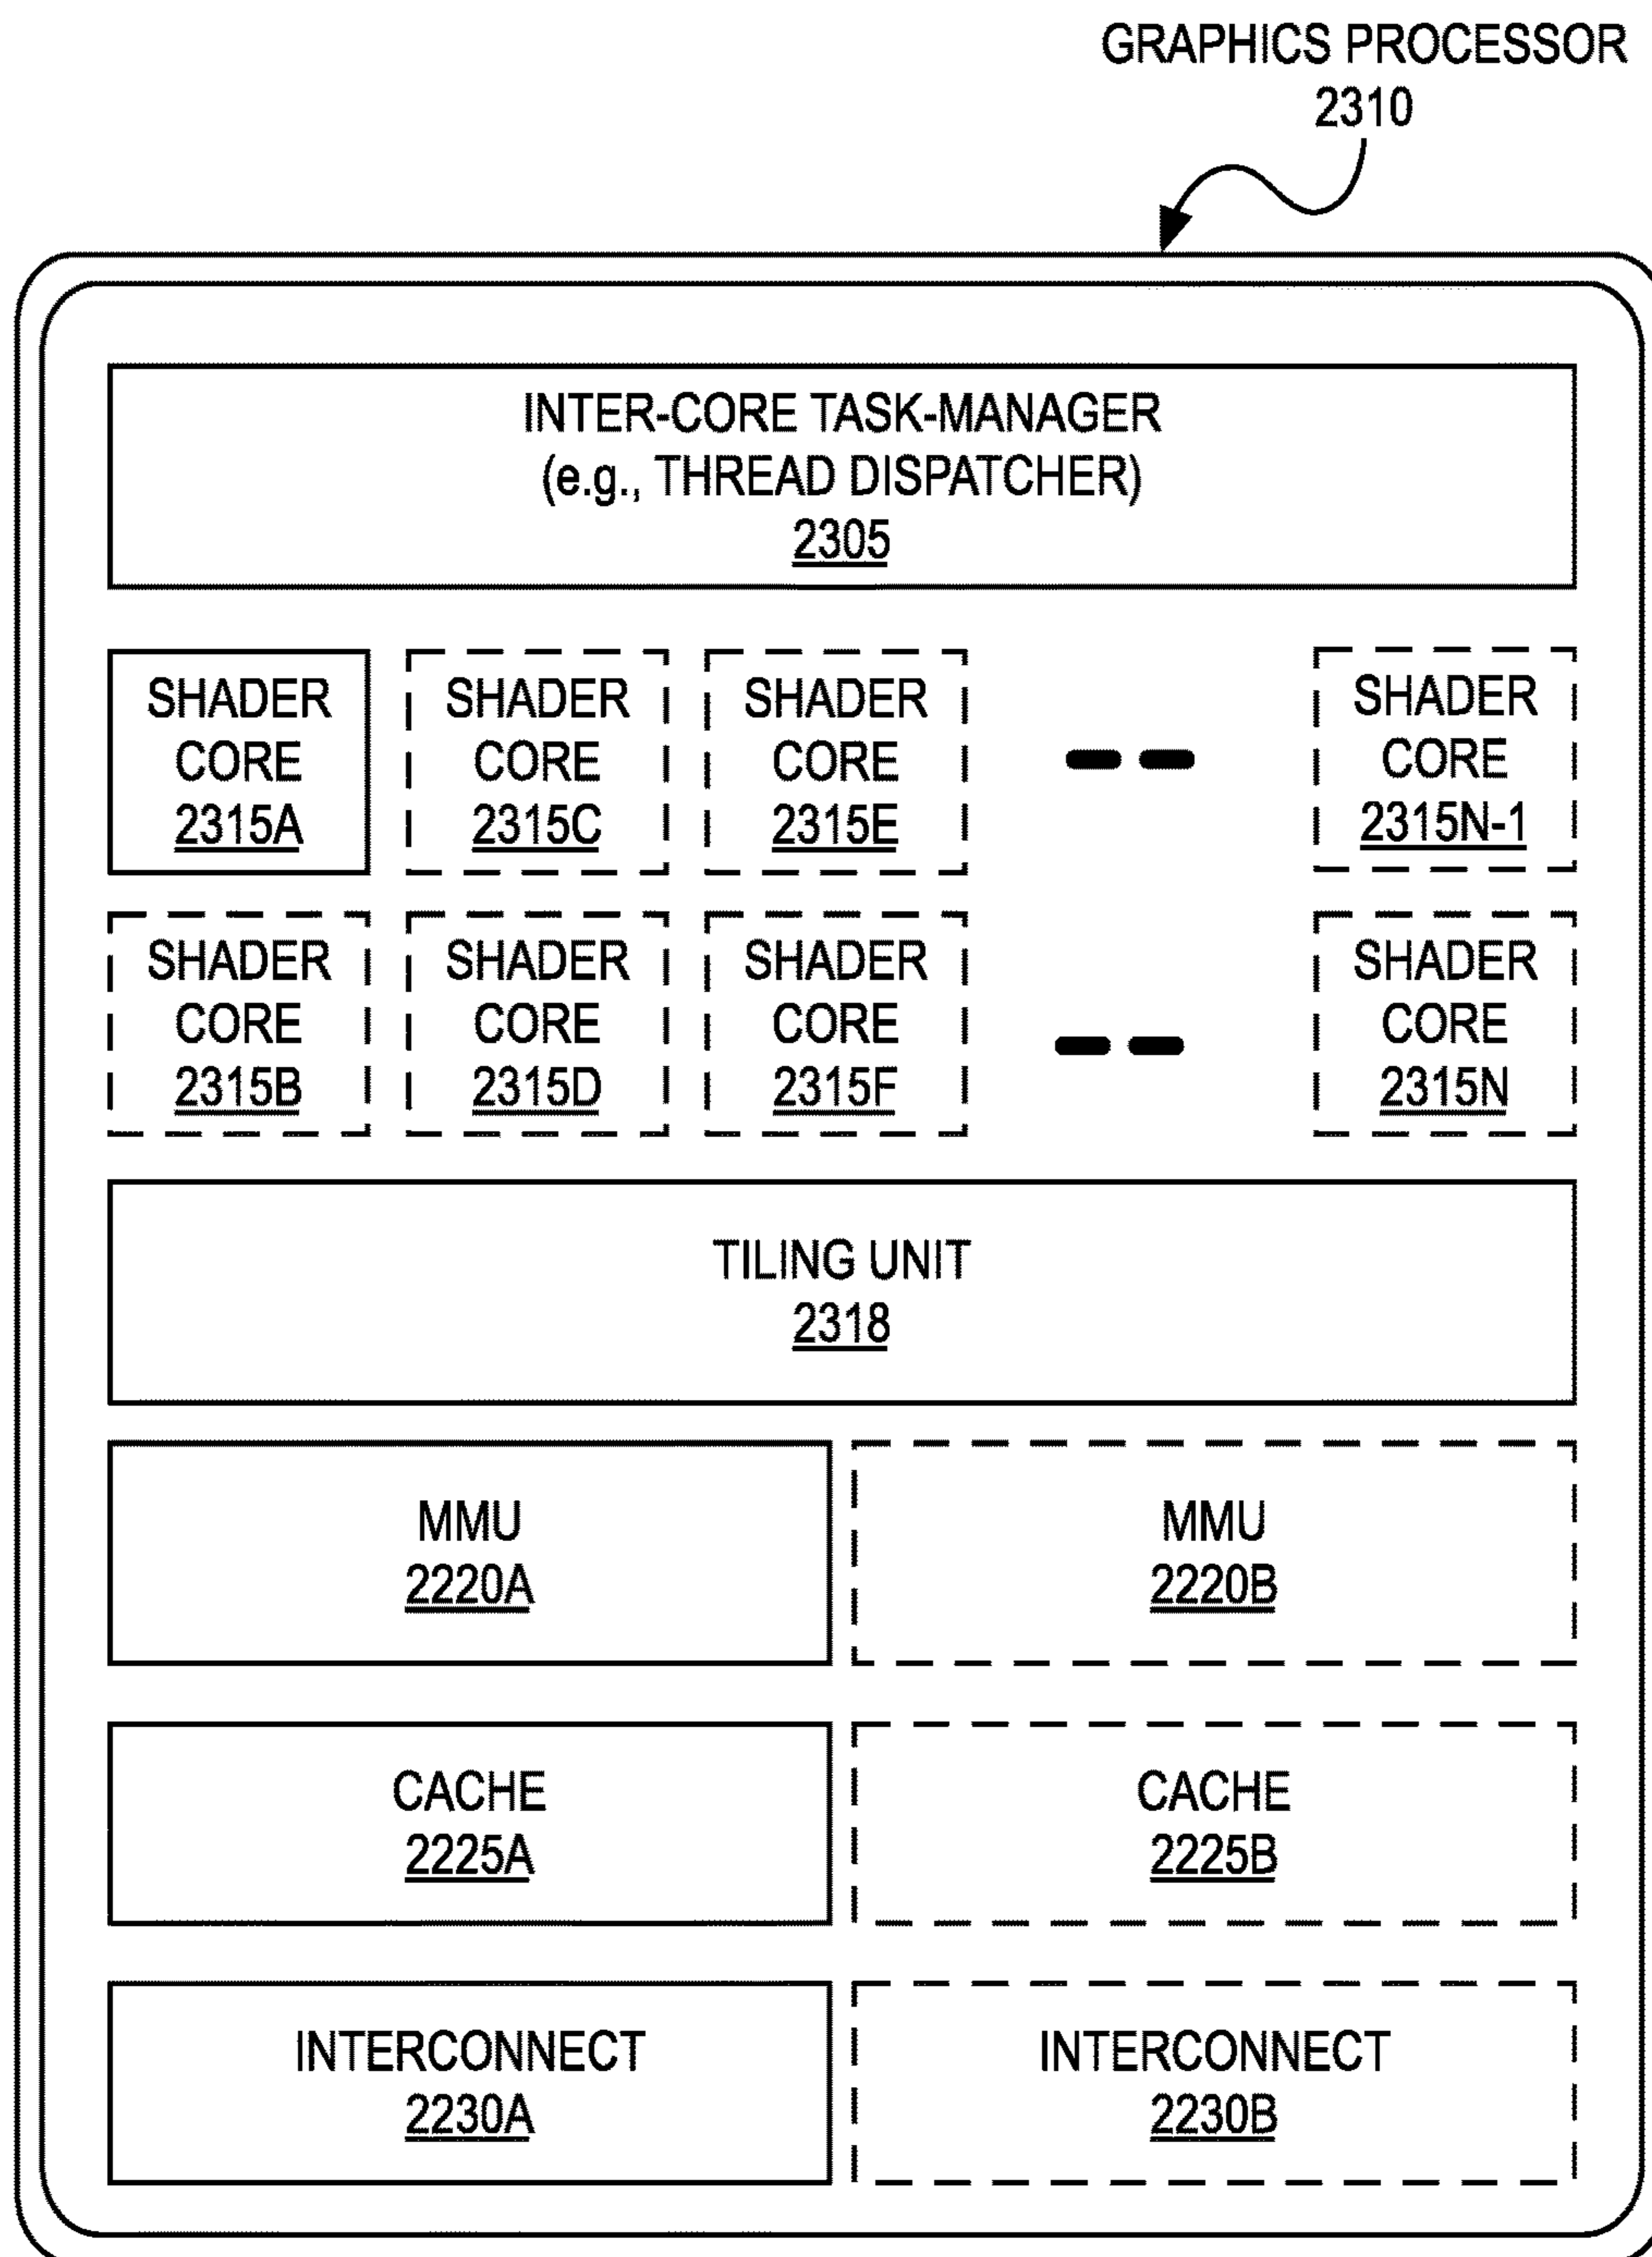 GRAPHICS PROCESSOR
2310
INTER-CORE TASK-MANAGER
(e.g., THREAD DISPATCHER)
2305
SHADER
CORE
2315A
SHADER
CORE
2315C
SHADER
CORE
2315E
SHADER
CORE
2315N-1
SHADER
CORE
2315B
SHADER
CORE
2315D
SHADER
CORE
2315F
SHADER
CORE
2315N
TILING UNIT
2318
MMU
2220A
MMU
2220B
CACHE
2225A
CACHE
2225B
INTERCONNECT
2230A
INTERCONNECT
2230B